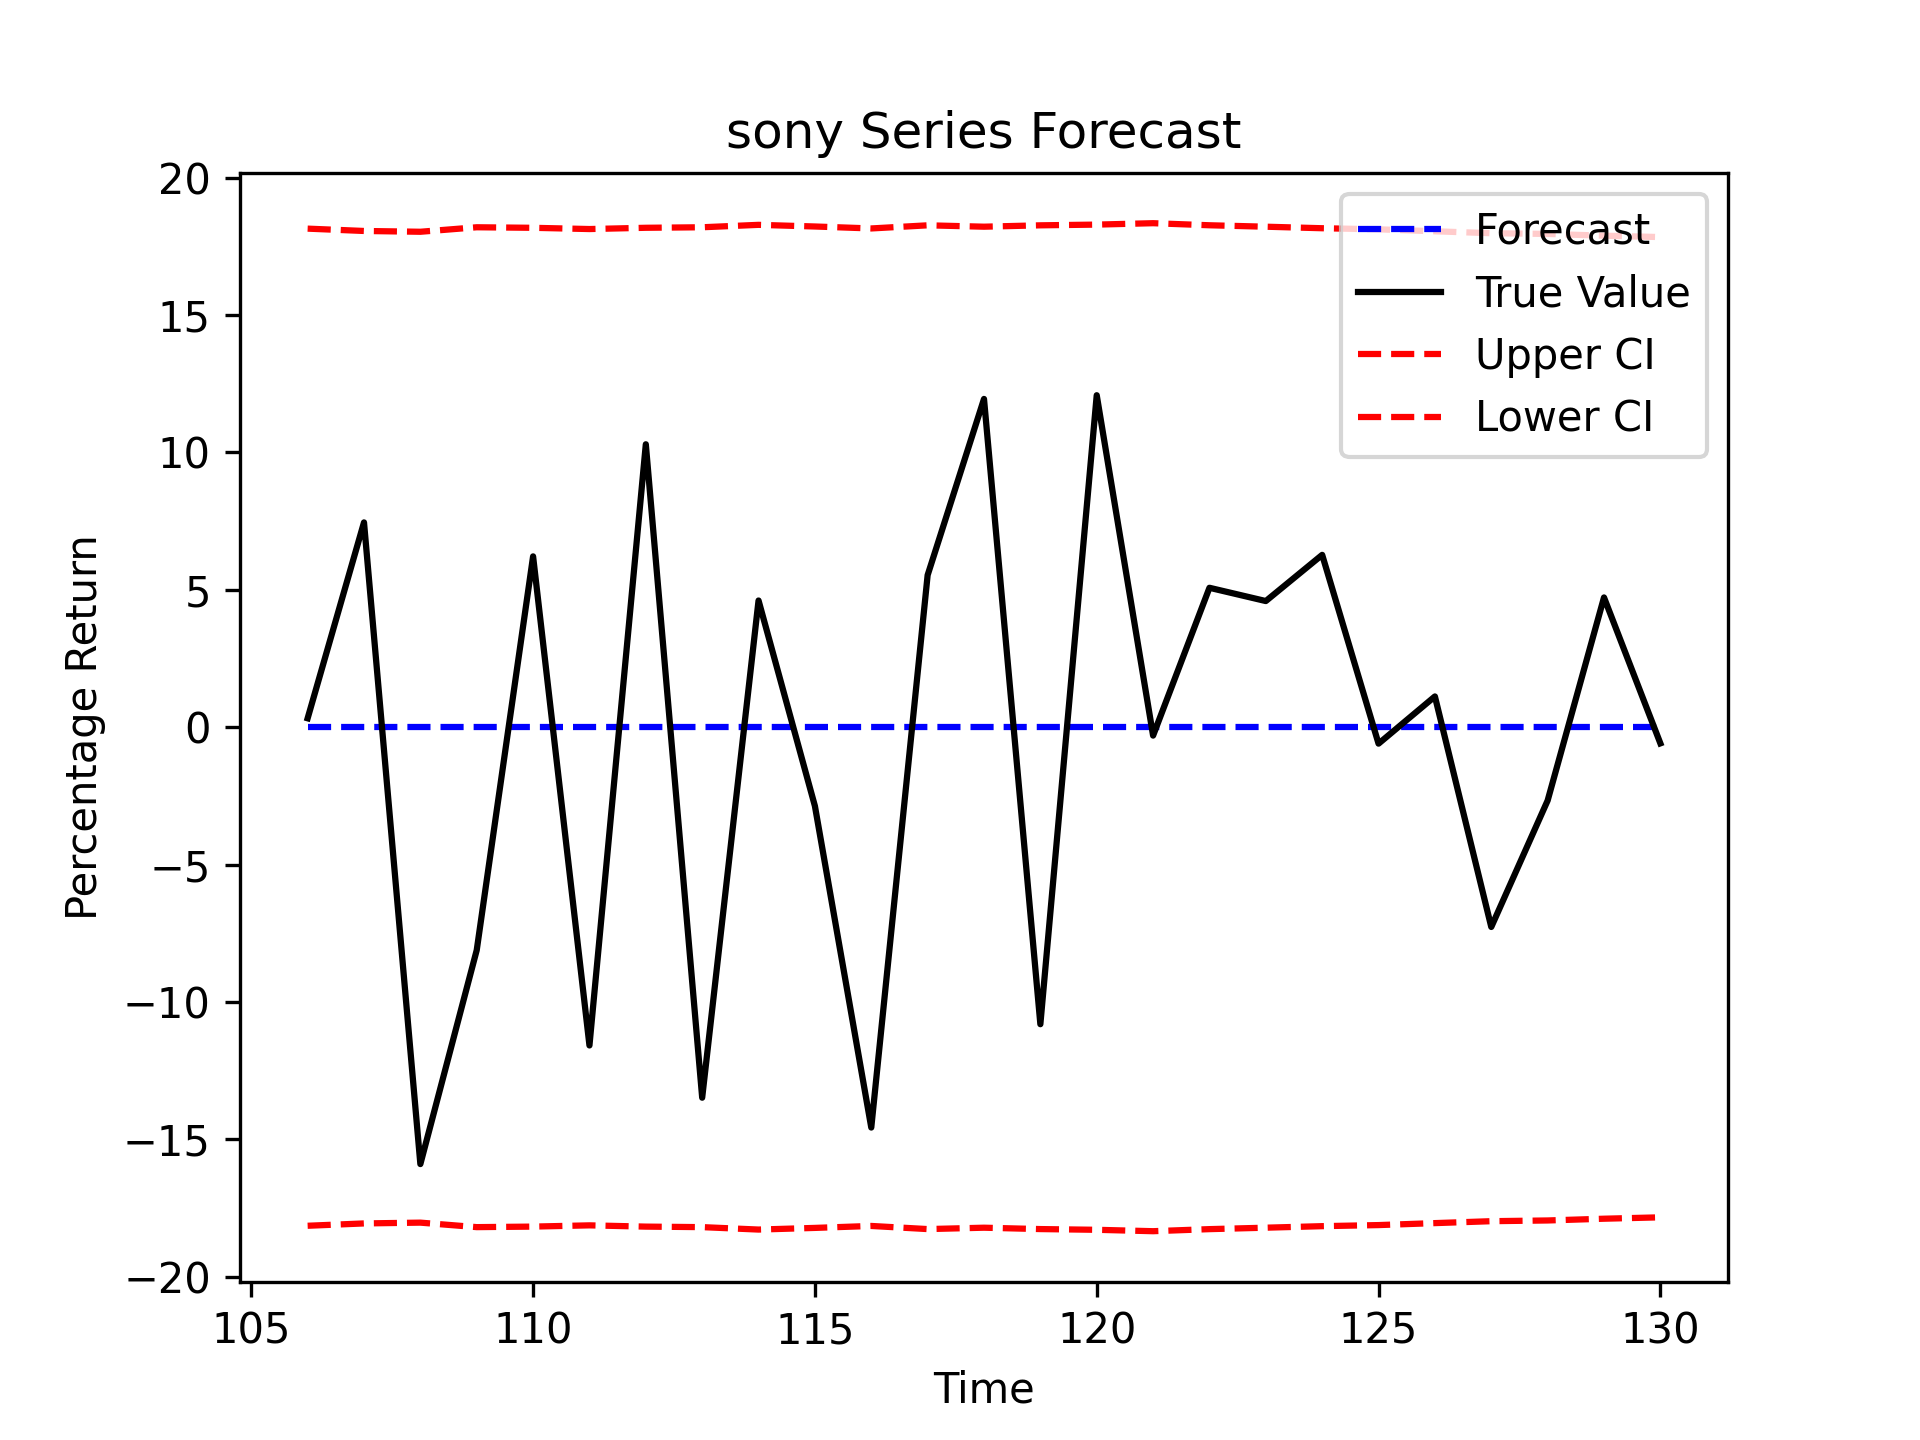 sony Series Forecast
Percentage Return
20
15
10
5
0
−5
−10
−15
−20
Forecast
True Value
Upper CI
Lower CI
105 110 115 120 125 130
Time